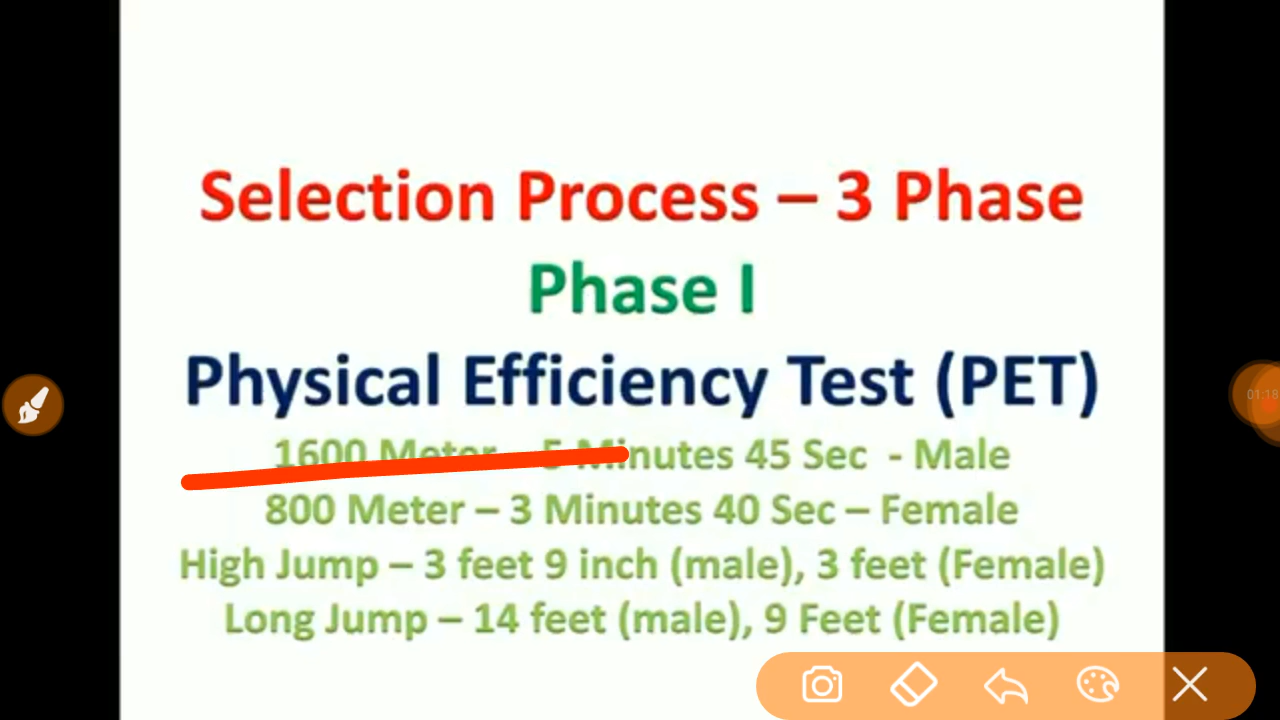 Selection Process – 3 Phase
Phase I
Physical Efficiency Test (PET)
1600 Meter – 5 Minutes 45 Sec - Male
800 Meter – 3 Minutes 40 Sec – Female
High Jump – 3 feet 9 inch (male), 3 feet (Female)
Long Jump – 14 feet (male), 9 Feet (Female)
01:18